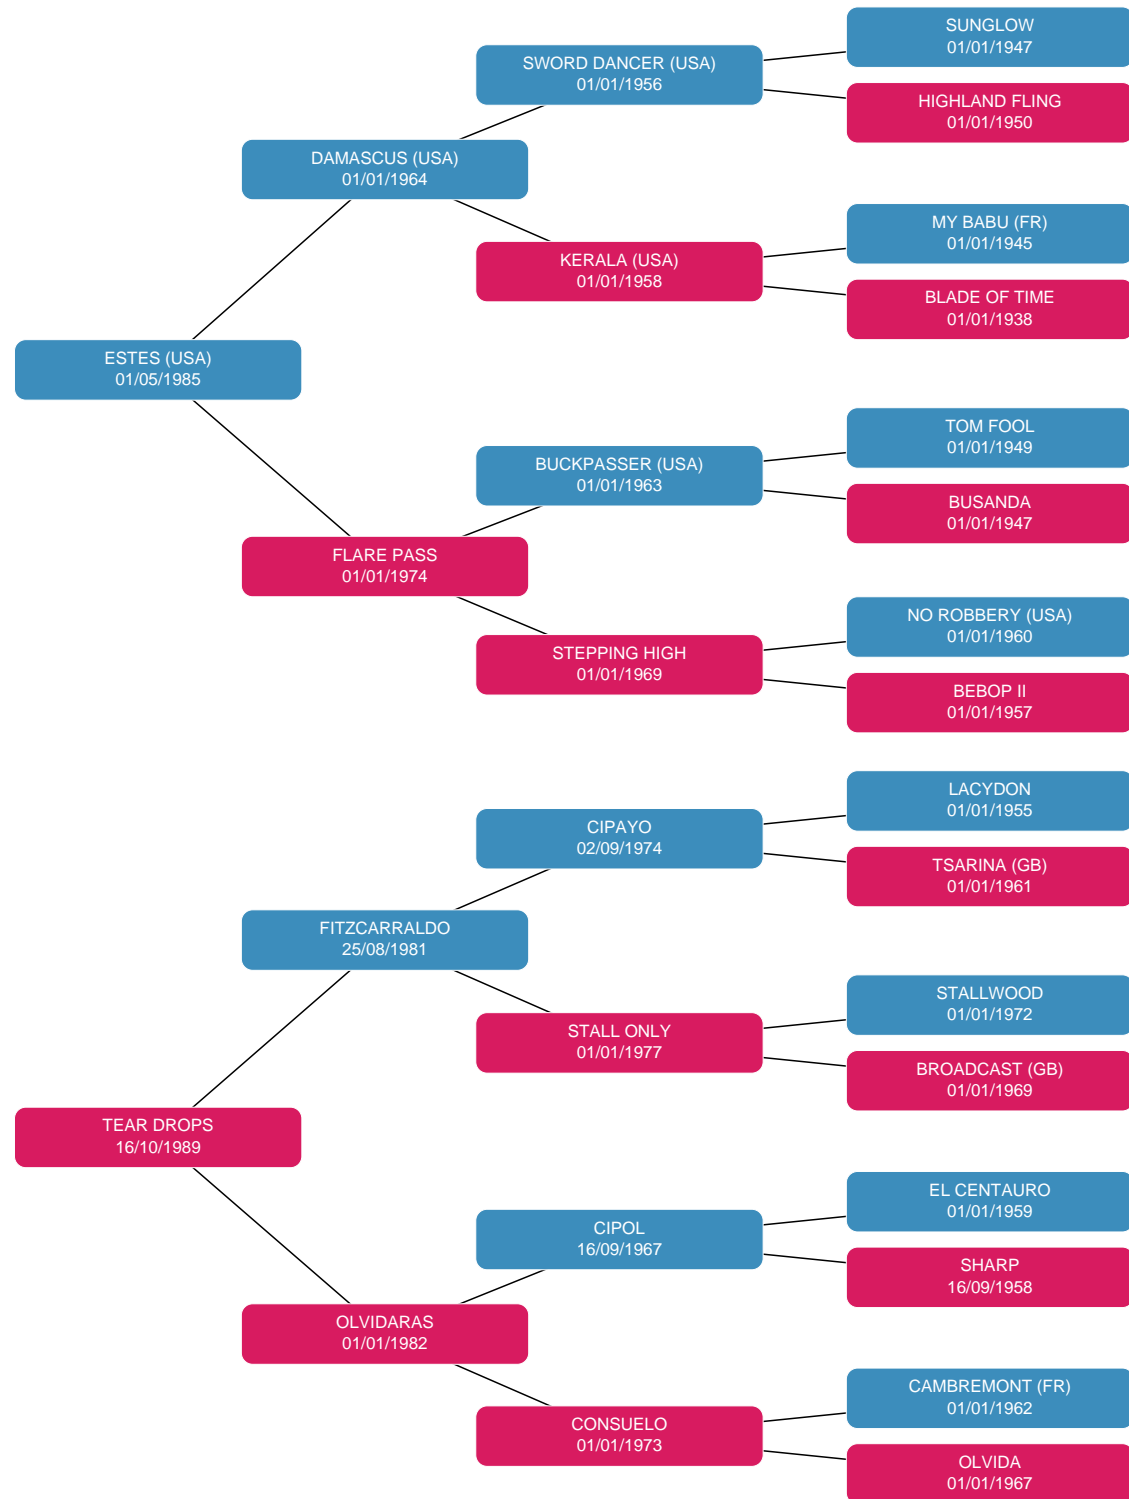 SUNGLOW
01/01/1947
SWORD DANCER (USA)
01/01/1956
HIGHLAND FLING
01/01/1950
DAMASCUS (USA)
01/01/1964
MY BABU (FR)
01/01/1945
KERALA (USA)
01/01/1958
BLADE OF TIME
01/01/1938
ESTES (USA)
01/05/1985
TOM FOOL
01/01/1949
BUCKPASSER (USA)
01/01/1963
BUSANDA
01/01/1947
FLARE PASS
01/01/1974
NO ROBBERY (USA)
01/01/1960
STEPPING HIGH
01/01/1969
BEBOP II
01/01/1957
LACYDON
01/01/1955
CIPAYO
02/09/1974
TSARINA (GB)
01/01/1961
FITZCARRALDO
25/08/1981
STALLWOOD
01/01/1972
STALL ONLY
01/01/1977
BROADCAST (GB)
01/01/1969
TEAR DROPS
16/10/1989
EL CENTAURO
01/01/1959
CIPOL
16/09/1967
SHARP
16/09/1958
OLVIDARAS
01/01/1982
CAMBREMONT (FR)
01/01/1962
CONSUELO
01/01/1973
OLVIDA
01/01/1967